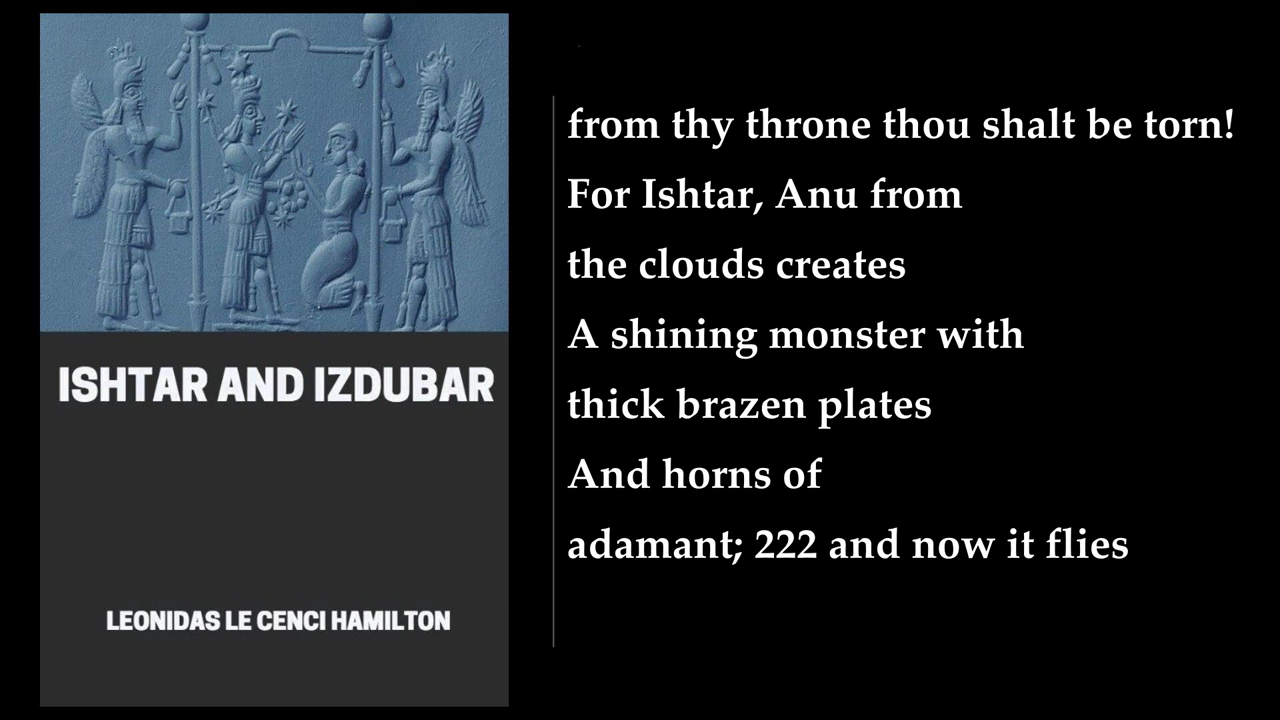 ISHTAR AND IZDUBAR
LEONIDAS LE CENCI HAMILTON
from thy throne thou shalt be torn!
For Ishtar, Anu from
the clouds creates
A shining monster with
thick brazen plates
And horns of
adamant; 222 and now it flies